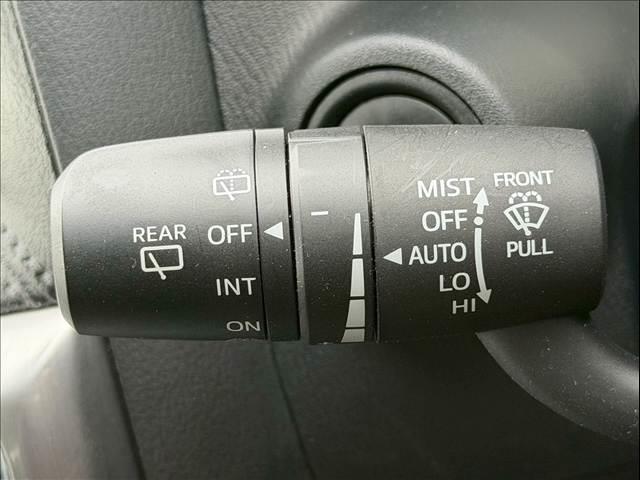 REAR
OFF
INT
ON
MIST
OFF
AUTO
LO
HI
FRONT
PULL